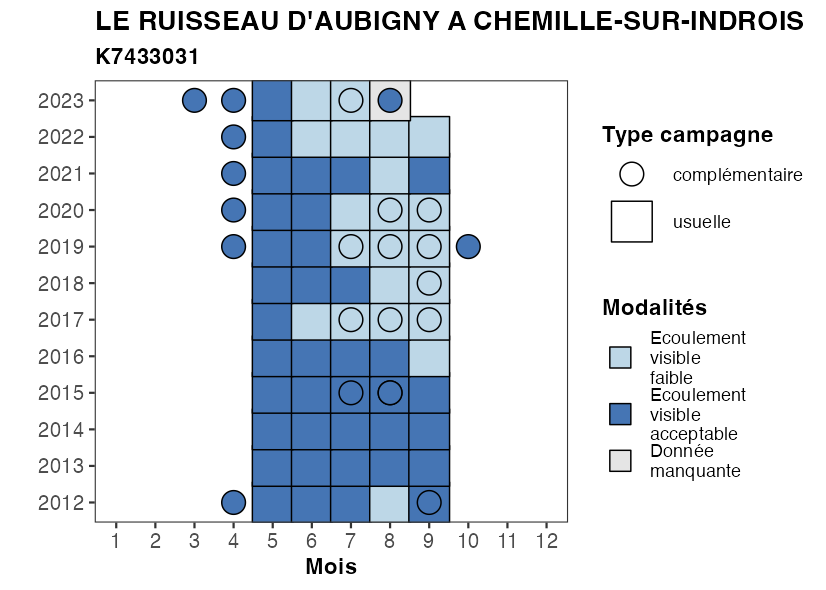 LE RUISSEAU D'AUBIGNY A CHEMILLE-SUR-INDROIS
K7433031
2023
2022
2021
2020
2019
2018
2017
2016
2015
2014
2013
2012
1 2 3 4 5 6 7 8 9 10 11 12
Mois
Type campagne
complémentaire
usuelle
Modalités
Ecoulement
visible
faible
Ecoulement
visible
acceptable
Donnée
manquante